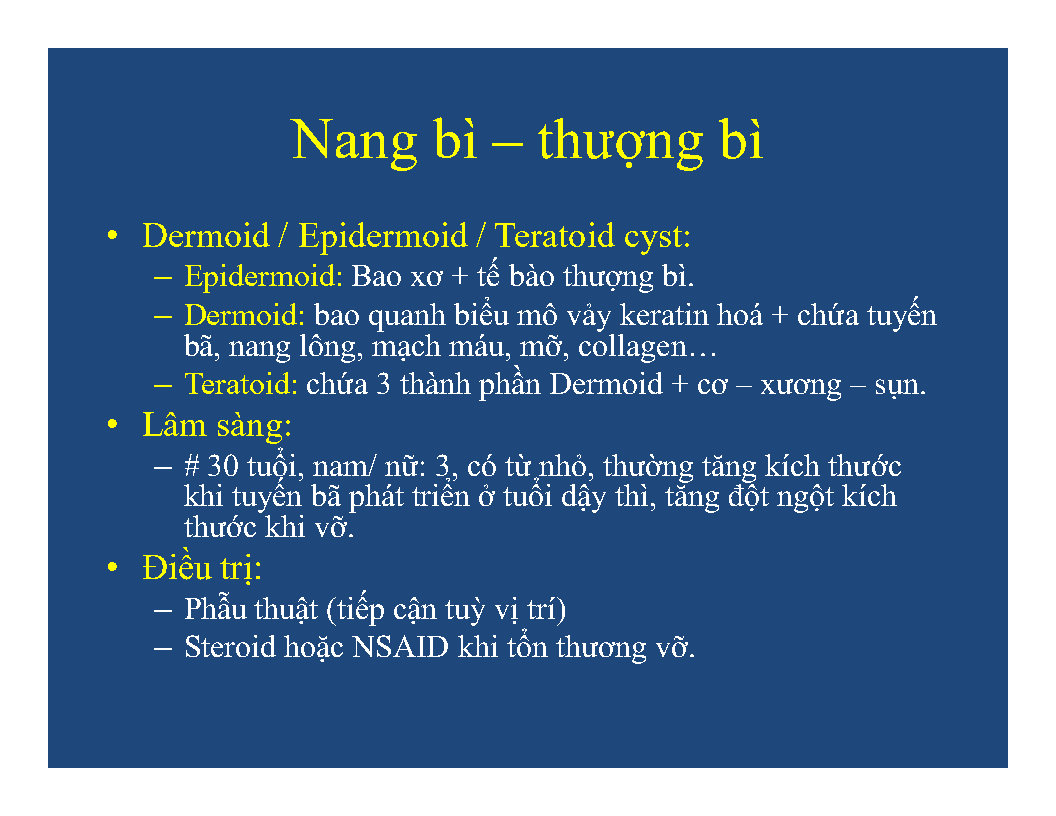 Nang bì – thượng bì
• Dermoid / Epidermoid / Teratoid cyst:
– Epidermoid: Bao xơ + tế bào thượng bì.
– Dermoid: bao quanh biểu mô vảy keratin hoá + chứa tuyến
bã, nang lông, mạch máu, mỡ, collagen…
– Teratoid: chứa 3 thành phần Dermoid + cơ – xương – sụn.
• Lâm sàng:
– # 30 tuổi, nam/ nữ: 3, có từ nhỏ, thường tăng kích thước
khi tuyến bã phát triển ở tuổi dậy thì, tăng đột ngột kích
thước khi vỡ.
• Điều trị:
– Phẫu thuật (tiếp cận tuỳ vị trí)
– Steroid hoặc NSAID khi tổn thương vỡ.